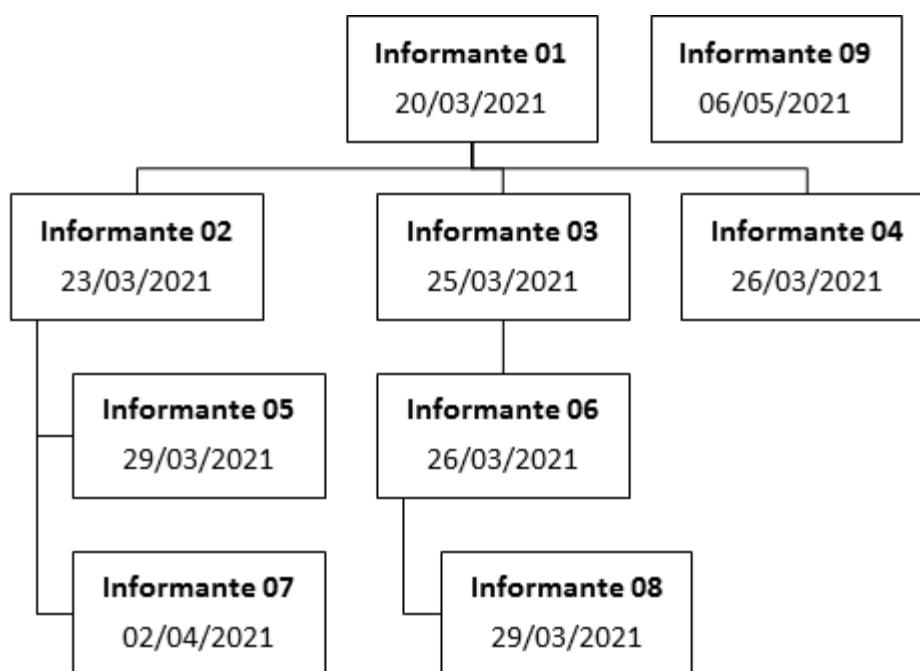 Informante 01
20/03/2021
Informante 09
06/05/2021
Informante 02
23/03/2021
Informante 03
25/03/2021
Informante 04
26/03/2021
Informante 05
29/03/2021
Informante 06
26/03/2021
Informante 07
02/04/2021
Informante 08
29/03/2021